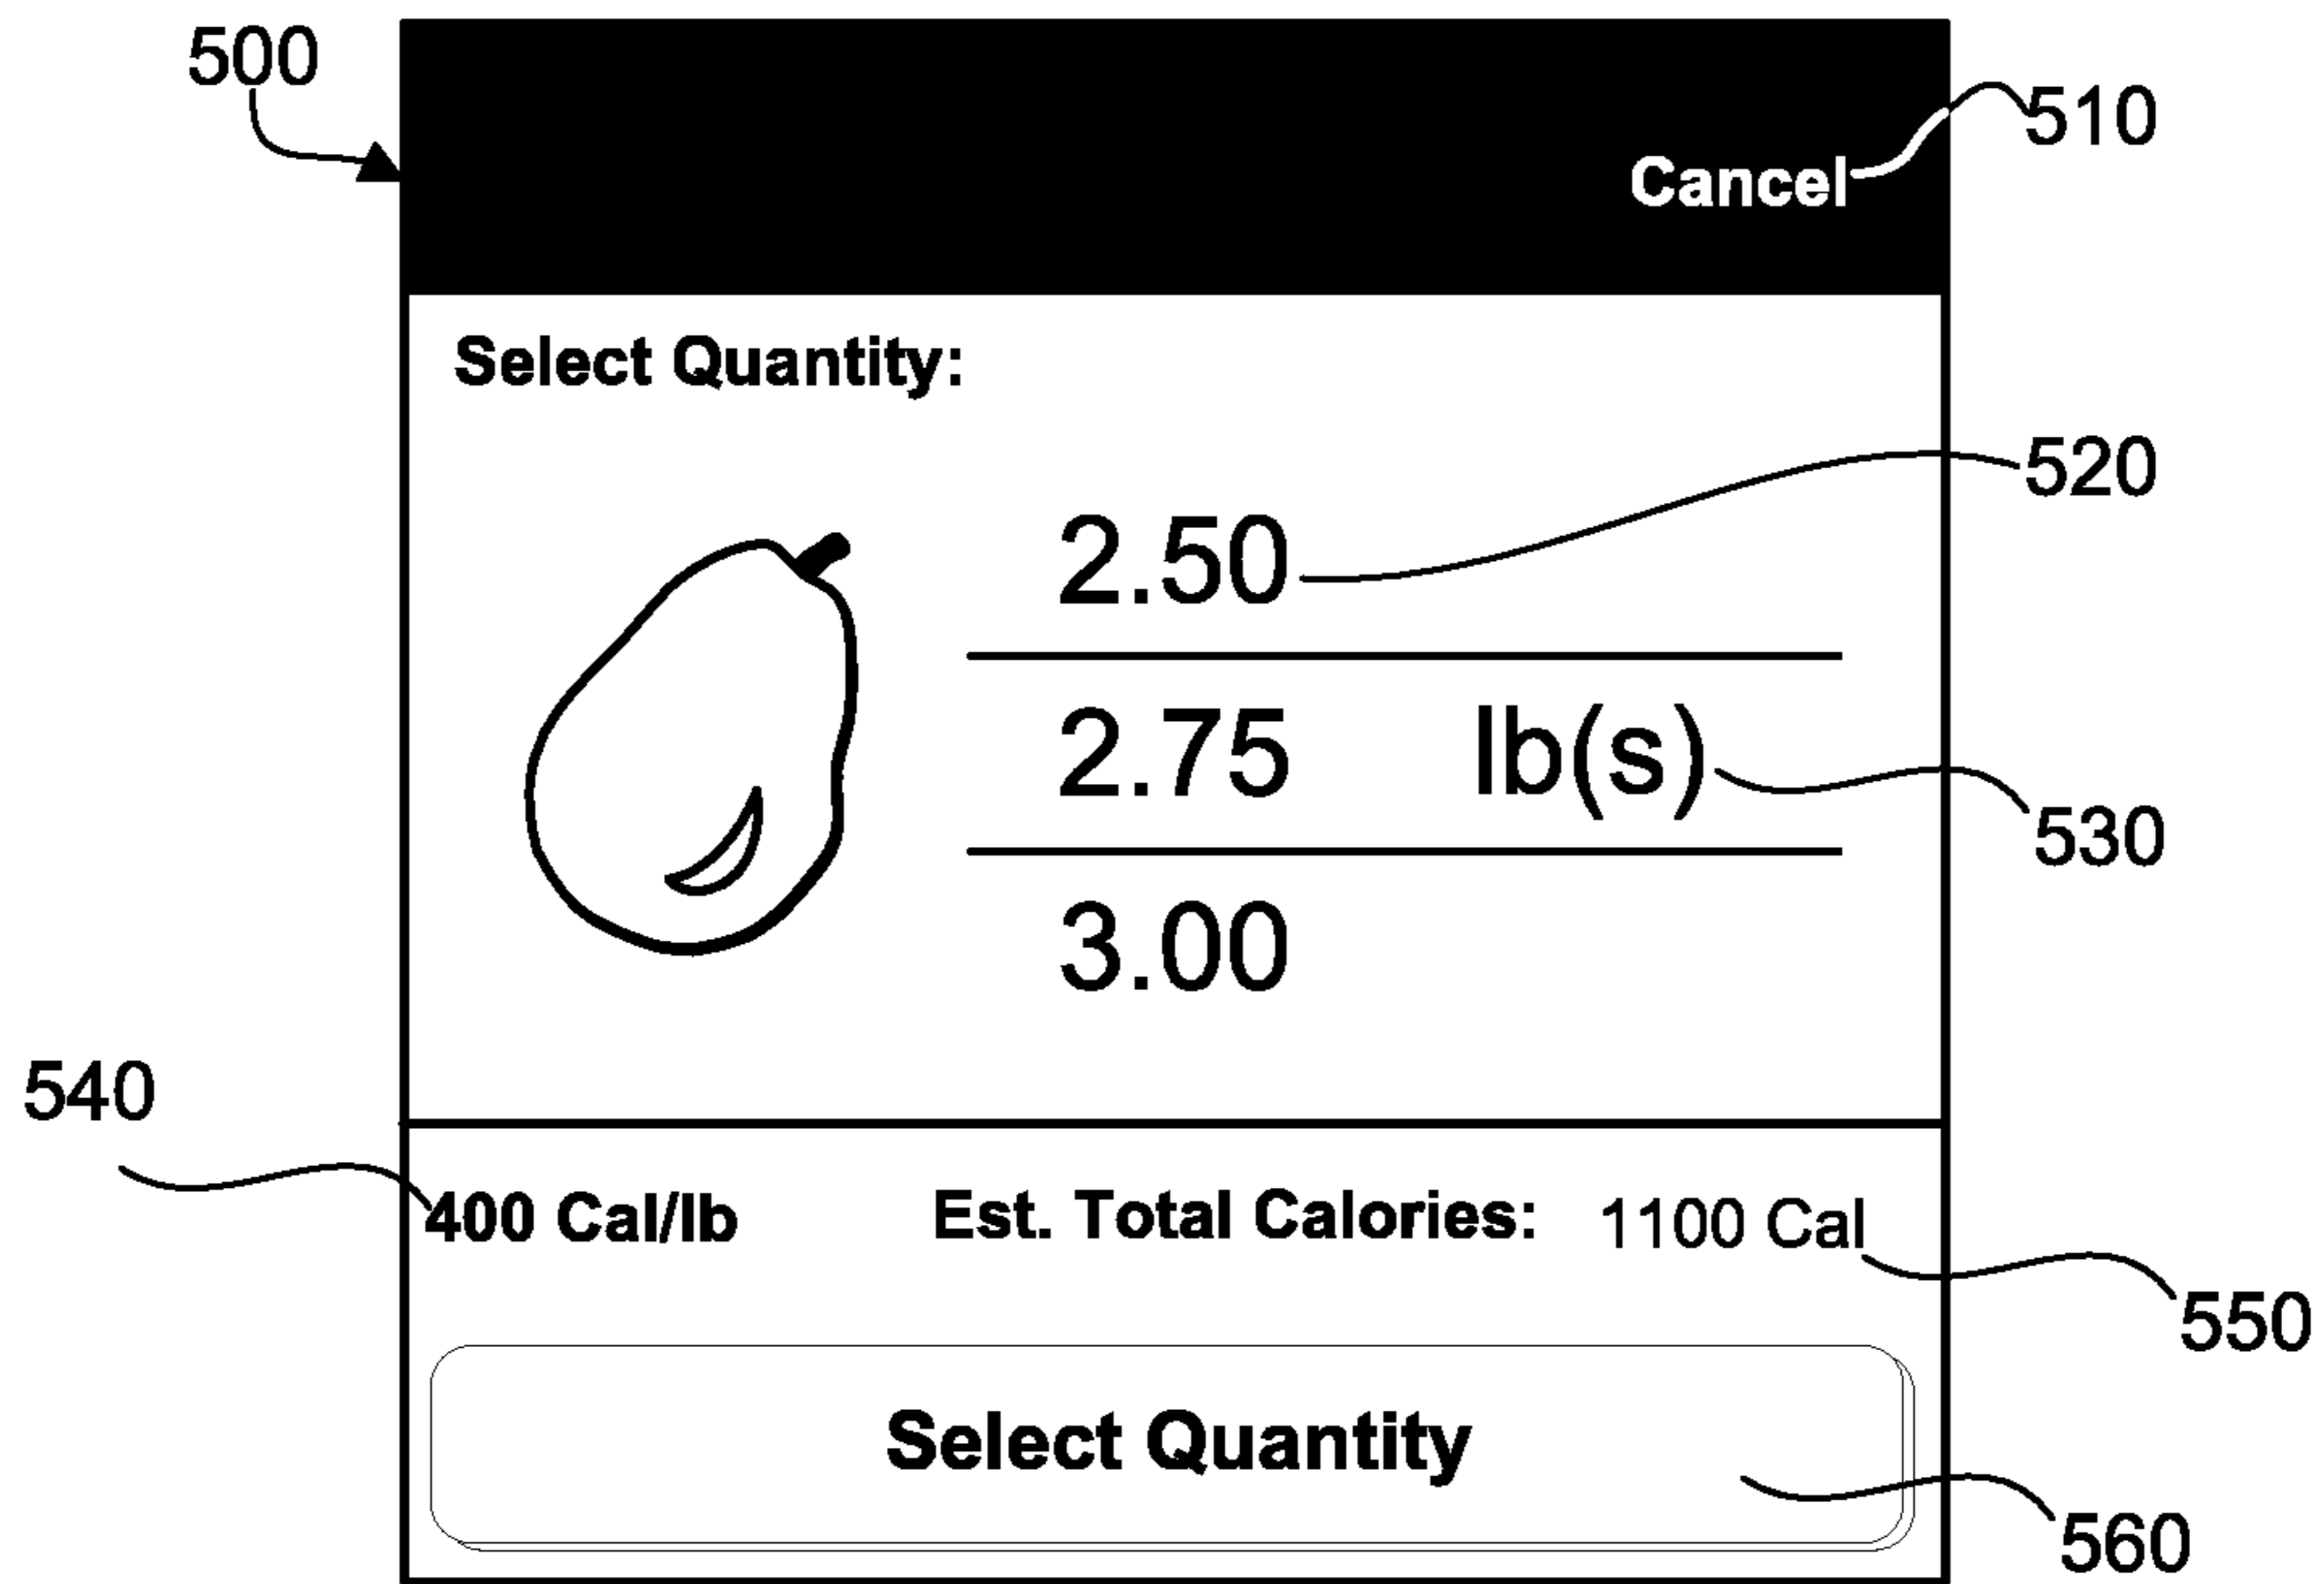 500
510
Cancel
Select Quantity:
520
2.50
2.75 lb(s)
530
3.00
540
400 Cal/lb Est. Total Calories: 1100 Cal
550
Select Quantity
560